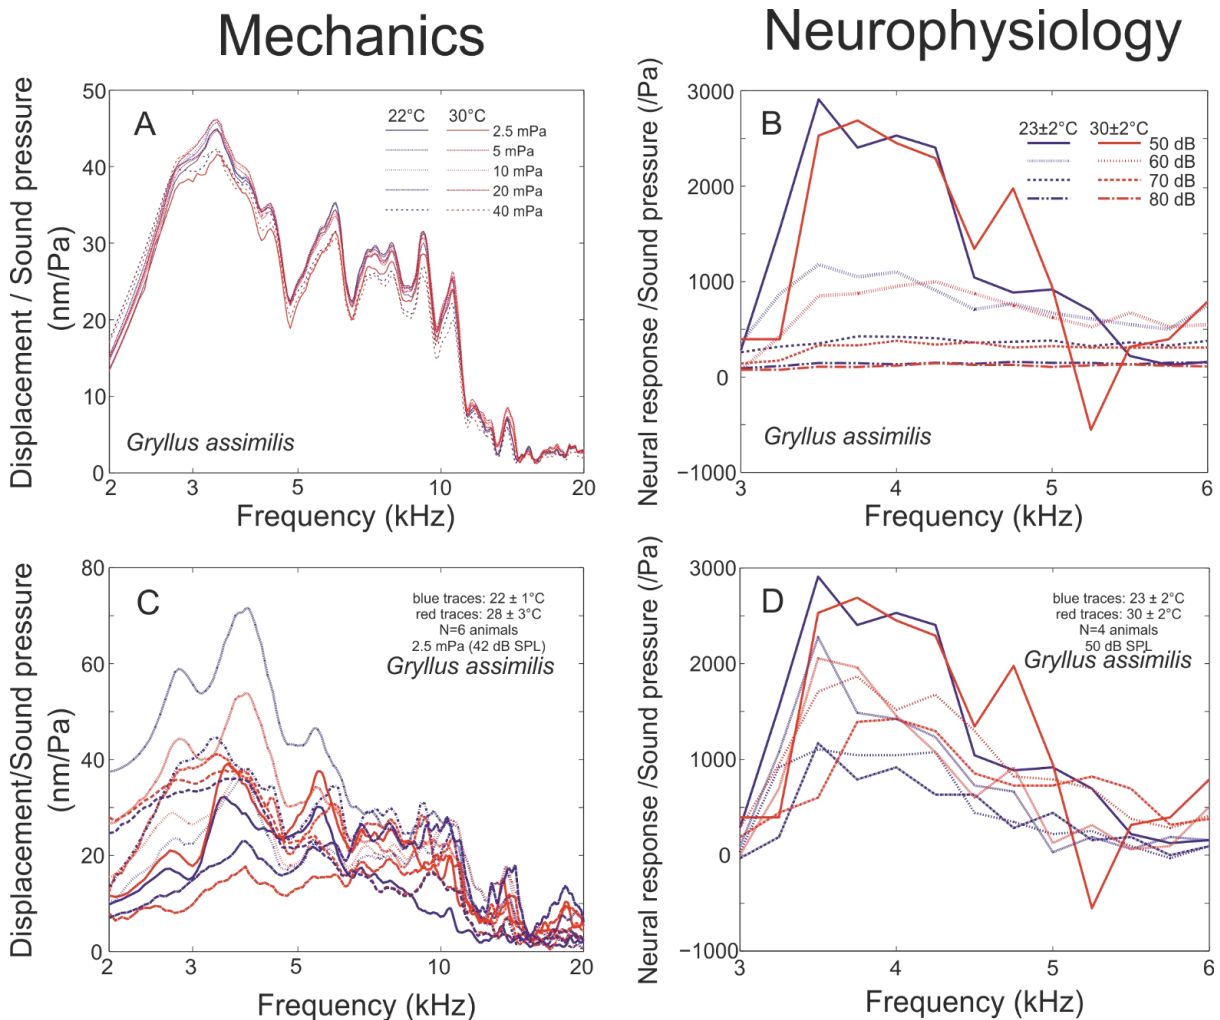 Mechanics
Neurophysiology
Displacement / Sound pressure
(nm/Pa)
50
40
30
20
10
0
A
22°C 30°C
2.5 mPa
5 mPa
10 mPa
20 mPa
40 mPa
Gryllus assimilis
2 3 5 10 20
Frequency (kHz)
Neural response /Sound pressure (/Pa)
3000
2000
1000
0
−1000
B
23±2°C 30±2°C
50 dB
60 dB
70 dB
80 dB
Gryllus assimilis
3 4 5 6
Frequency (kHz)
Displacement/Sound pressure
(nm/Pa)
80
60
40
20
0
C
blue traces: 22 ± 1°C
red traces: 28 ± 3°C
N=6 animals
2.5 mPa (42 dB SPL)
Gryllus assimilis
2 3 5 10 20
Frequency (kHz)
Neural response /Sound pressure (/Pa)
3000
2000
1000
0
−1000
D
blue traces: 23 ± 2°C
red traces: 30 ± 2°C
N=4 animals
50 dB SPL
Gryllus assimilis
3 4 5 6
Frequency (kHz)